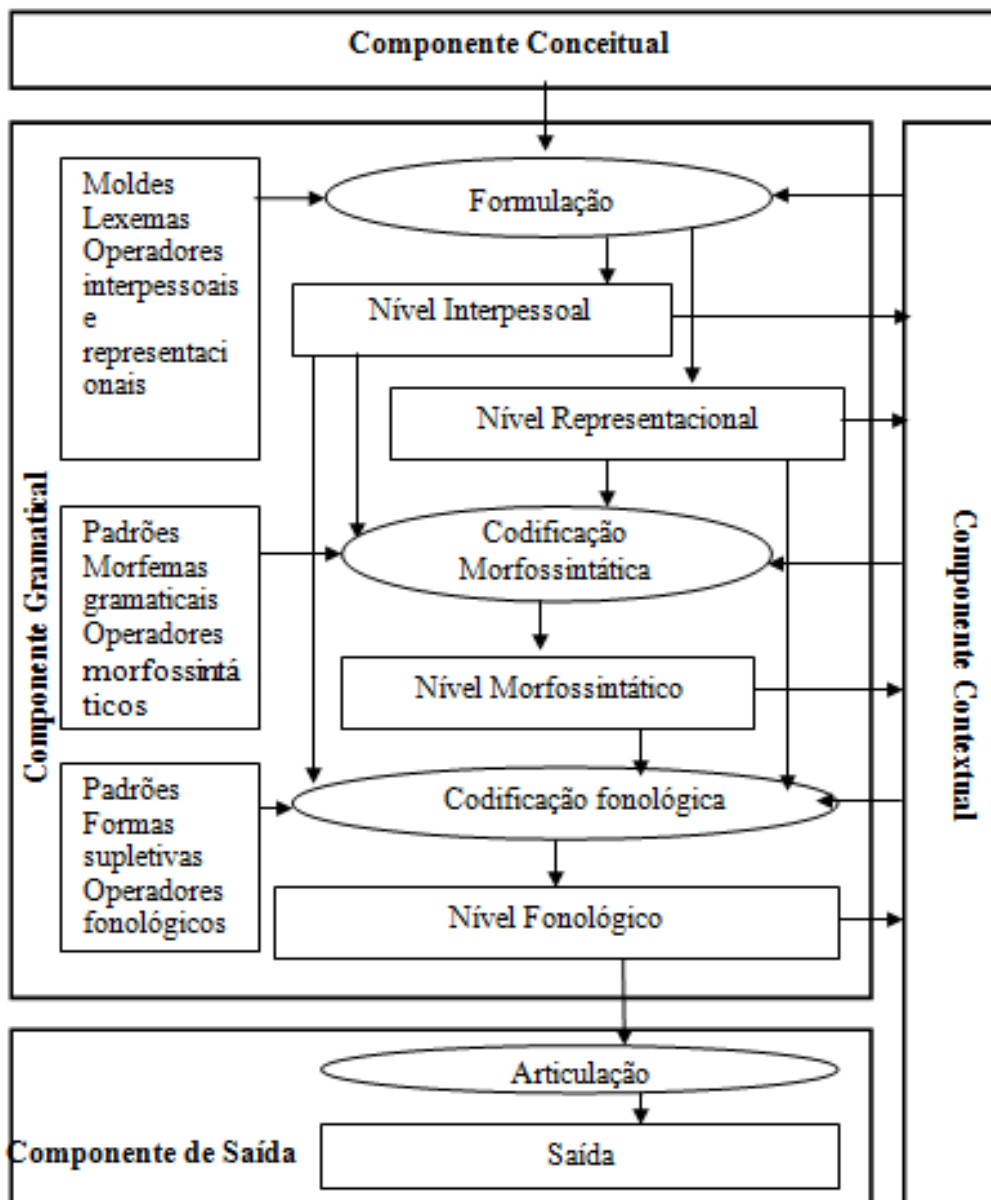 Componente Conceitual
Moldes
Lexemas
Operadores
interpessoais
e
representaci
onais
Formulação
Nível Interpessoal
Nível Representacional
Componente Gramatical
Padrões
Morfemas
gramaticais
Operadores
morfossintá
ticos
Codificação
Morfossintática
Nível Morfossintático
Componente Contextual
Padrões
Formas
supletivas
Operadores
fonológicos
Codificação fonológica
Nível Fonológico
Articulação
Componente de Saída
Saída